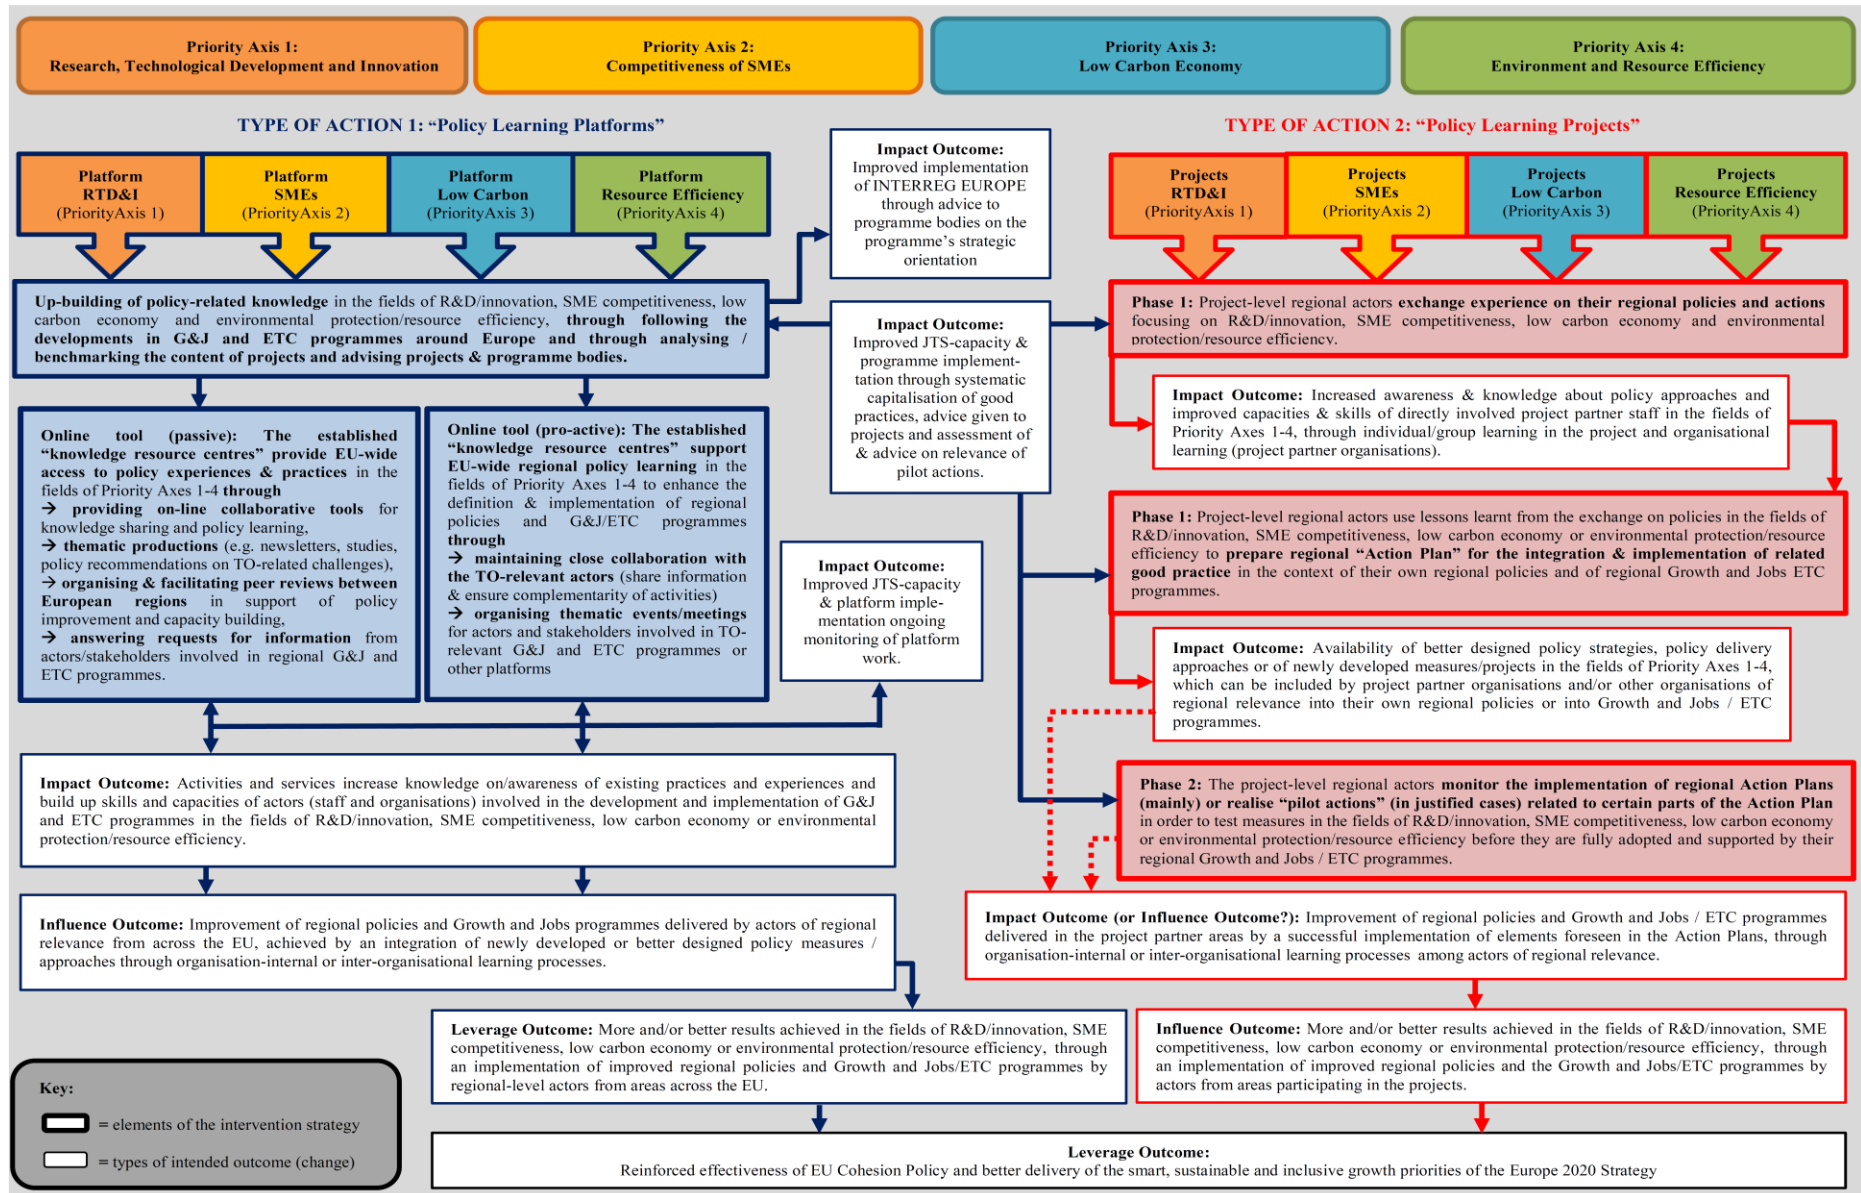 Priority Axis 1:
Research, Technological Development and Innovation
Priority Axis 2:
Competitiveness of SMEs
Priority Axis 3:
Low Carbon Economy
Priority Axis 4:
Environment and Resource Efficiency
TYPE OF ACTION 1: “Policy Learning Platforms”
Platform
RTD&I
(PriorityAxis 1)
Platform
SMEs
(PriorityAxis 2)
Platform
Low Carbon
(PriorityAxis 3)
Platform
Resource Efficiency
(PriorityAxis 4)
Up-building of policy-related knowledge in the fields of R&D/innovation, SME competitiveness, low
carbon economy and environmental protection/resource efficiency, through following the
developments in G&J and ETC programmes around Europe and through analysing /
benchmarking the content of projects and advising projects & programme bodies.
Online tool (passive): The established
“knowledge resource centres” provide EU-wide
access to policy experiences & practices in the
fields of Priority Axes 1-4 through
→ providing on-line collaborative tools for
knowledge sharing and policy learning,
→ thematic productions (e.g. newsletters, studies,
policy recommendations on TO-related challenges),
→ organising & facilitating peer reviews between
European regions in support of policy
improvement and capacity building,
→ answering requests for information from
actors/stakeholders involved in regional G&J and
ETC programmes.
Online tool (pro-active): The established
“knowledge resource centres” support
EU-wide regional policy learning in the
fields of Priority Axes 1-4 to enhance the
definition & implementation of regional
policies and G&J/ETC programmes
through
→ maintaining close collaboration with
the TO-relevant actors (share information
& ensure complementarity of activities)
→ organising thematic events/meetings
for actors and stakeholders involved in TO-
relevant G&J and ETC programmes or
other platforms
Impact Outcome:
Improved implementation
of INTERREG EUROPE
through advice to
programme bodies on the
programme’s strategic
orientation
Impact Outcome:
Improved JTS-capacity &
programme implemen-
tation through systematic
capitalisation of good
practices, advice given to
projects and assessment of
& advice on relevance of
pilot actions.
Impact Outcome:
Improved JTS-capacity
& platform imple-
mentation ongoing
monitoring of platform
work.
Impact Outcome: Activities and services increase knowledge on/awareness of existing practices and experiences and
build up skills and capacities of actors (staff and organisations) involved in the development and implementation of G&J
and ETC programmes in the fields of R&D/innovation, SME competitiveness, low carbon economy or environmental
protection/resource efficiency.
Influence Outcome: Improvement of regional policies and Growth and Jobs programmes delivered by actors of regional
relevance from across the EU, achieved by an integration of newly developed or better designed policy measures /
approaches through organisation-internal or inter-organisational learning processes.
Leverage Outcome: More and/or better results achieved in the fields of R&D/innovation, SME
competitiveness, low carbon economy or environmental protection/resource efficiency, through
an implementation of improved regional policies and Growth and Jobs/ETC programmes by
regional-level actors from areas across the EU.
TYPE OF ACTION 2: “Policy Learning Projects”
Projects
RTD&I
(PriorityAxis 1)
Projects
SMEs
(PriorityAxis 2)
Projects
Low Carbon
(PriorityAxis 3)
Projects
Resource Efficiency
(PriorityAxis 4)
Phase 1: Project-level regional actors exchange experience on their regional policies and actions
focusing on R&D/innovation, SME competitiveness, low carbon economy and environmental
protection/resource efficiency.
Impact Outcome: Increased awareness & knowledge about policy approaches and
improved capacities & skills of directly involved project partner staff in the fields of
Priority Axes 1-4, through individual/group learning in the project and organisational
learning (project partner organisations).
Phase 1: Project-level regional actors use lessons learnt from the exchange on policies in the fields of
R&D/innovation, SME competitiveness, low carbon economy or environmental protection/resource
efficiency to prepare regional “Action Plan” for the integration & implementation of related
good practice in the context of their own regional policies and of regional Growth and Jobs ETC
programmes.
Impact Outcome: Availability of better designed policy strategies, policy delivery
approaches or of newly developed measures/projects in the fields of Priority Axes 1-4,
which can be included by project partner organisations and/or other organisations of
regional relevance into their own regional policies or into Growth and Jobs / ETC
programmes.
Phase 2: The project-level regional actors monitor the implementation of regional Action Plans
(mainly) or realise “pilot actions” (in justified cases) related to certain parts of the Action Plan
in order to test measures in the fields of R&D/innovation, SME competitiveness, low carbon economy
or environmental protection/resource efficiency before they are fully adopted and supported by their
regional Growth and Jobs / ETC programmes.
Impact Outcome (or Influence Outcome?): Improvement of regional policies and Growth and Jobs / ETC programmes
delivered in the project partner areas by a successful implementation of elements foreseen in the Action Plans, through
organisation-internal or inter-organisational learning processes among actors of regional relevance.
Influence Outcome: More and/or better results achieved in the fields of R&D/innovation, SME
competitiveness, low carbon economy or environmental protection/resource efficiency, through
an implementation of improved regional policies and the Growth and Jobs/ETC programmes by
actors from areas participating in the projects.
Leverage Outcome:
Reinforced effectiveness of EU Cohesion Policy and better delivery of the smart, sustainable and inclusive growth priorities of the Europe 2020 Strategy
Key:
= elements of the intervention strategy
= types of intended outcome (change)